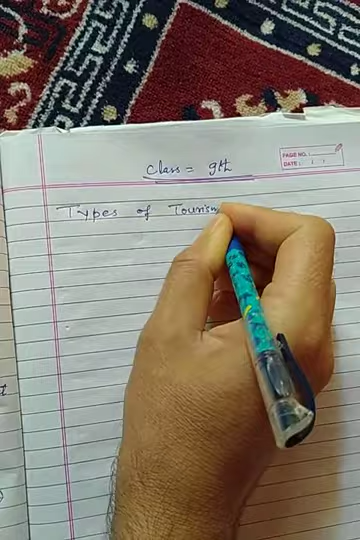 Class = 9th
PAGE NO.:
DATE: / /
Types of Tourism